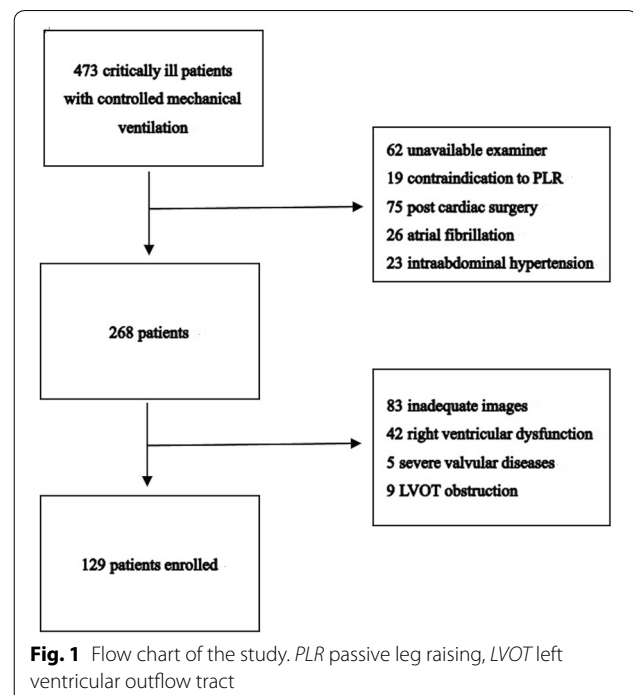 473 critically ill patients
with controlled mechanical
ventilation
62 unavailable examiner
19 contraindication to PLR
75 post cardiac surgery
26 atrial fibrillation
23 intraabdominal hypertension
268 patients
83 inadequate images
42 right ventricular dysfunction
5 severe valvular diseases
9 LVOT obstruction
129 patients enrolled
Fig. 1 Flow chart of the study. PLR passive leg raising, LVOT left
ventricular outflow tract